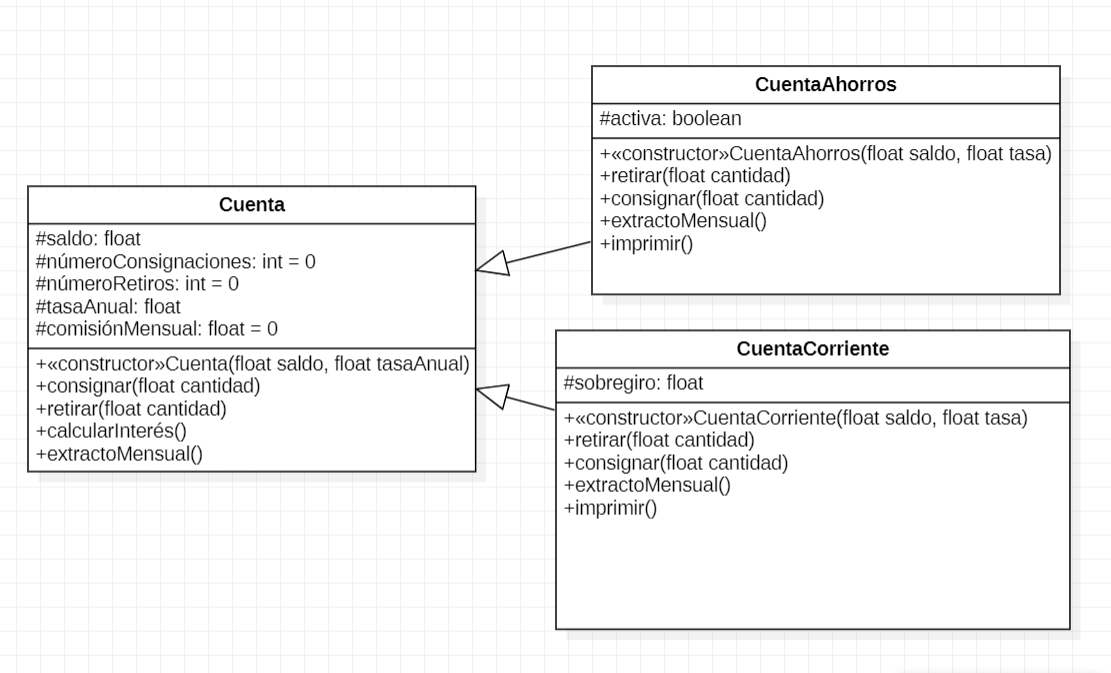 Cuenta
#saldo: float
#númeroConsignaciones: int = 0
#númeroRetiros: int = 0
#tasaAnual: float
#comisiónMensual: float = 0
+«constructor»Cuenta(float saldo, float tasaAnual)
+consignar(float cantidad)
+retirar(float cantidad)
+calcularInterés()
+extractoMensual()
CuentaAhorros
#activa: boolean
+«constructor»CuentaAhorros(float saldo, float tasa)
+retirar(float cantidad)
+consignar(float cantidad)
+extractoMensual()
+imprimir()
CuentaCorriente
#sobregiro: float
+«constructor»CuentaCorriente(float saldo, float tasa)
+retirar(float cantidad)
+consignar(float cantidad)
+extractoMensual()
+imprimir()